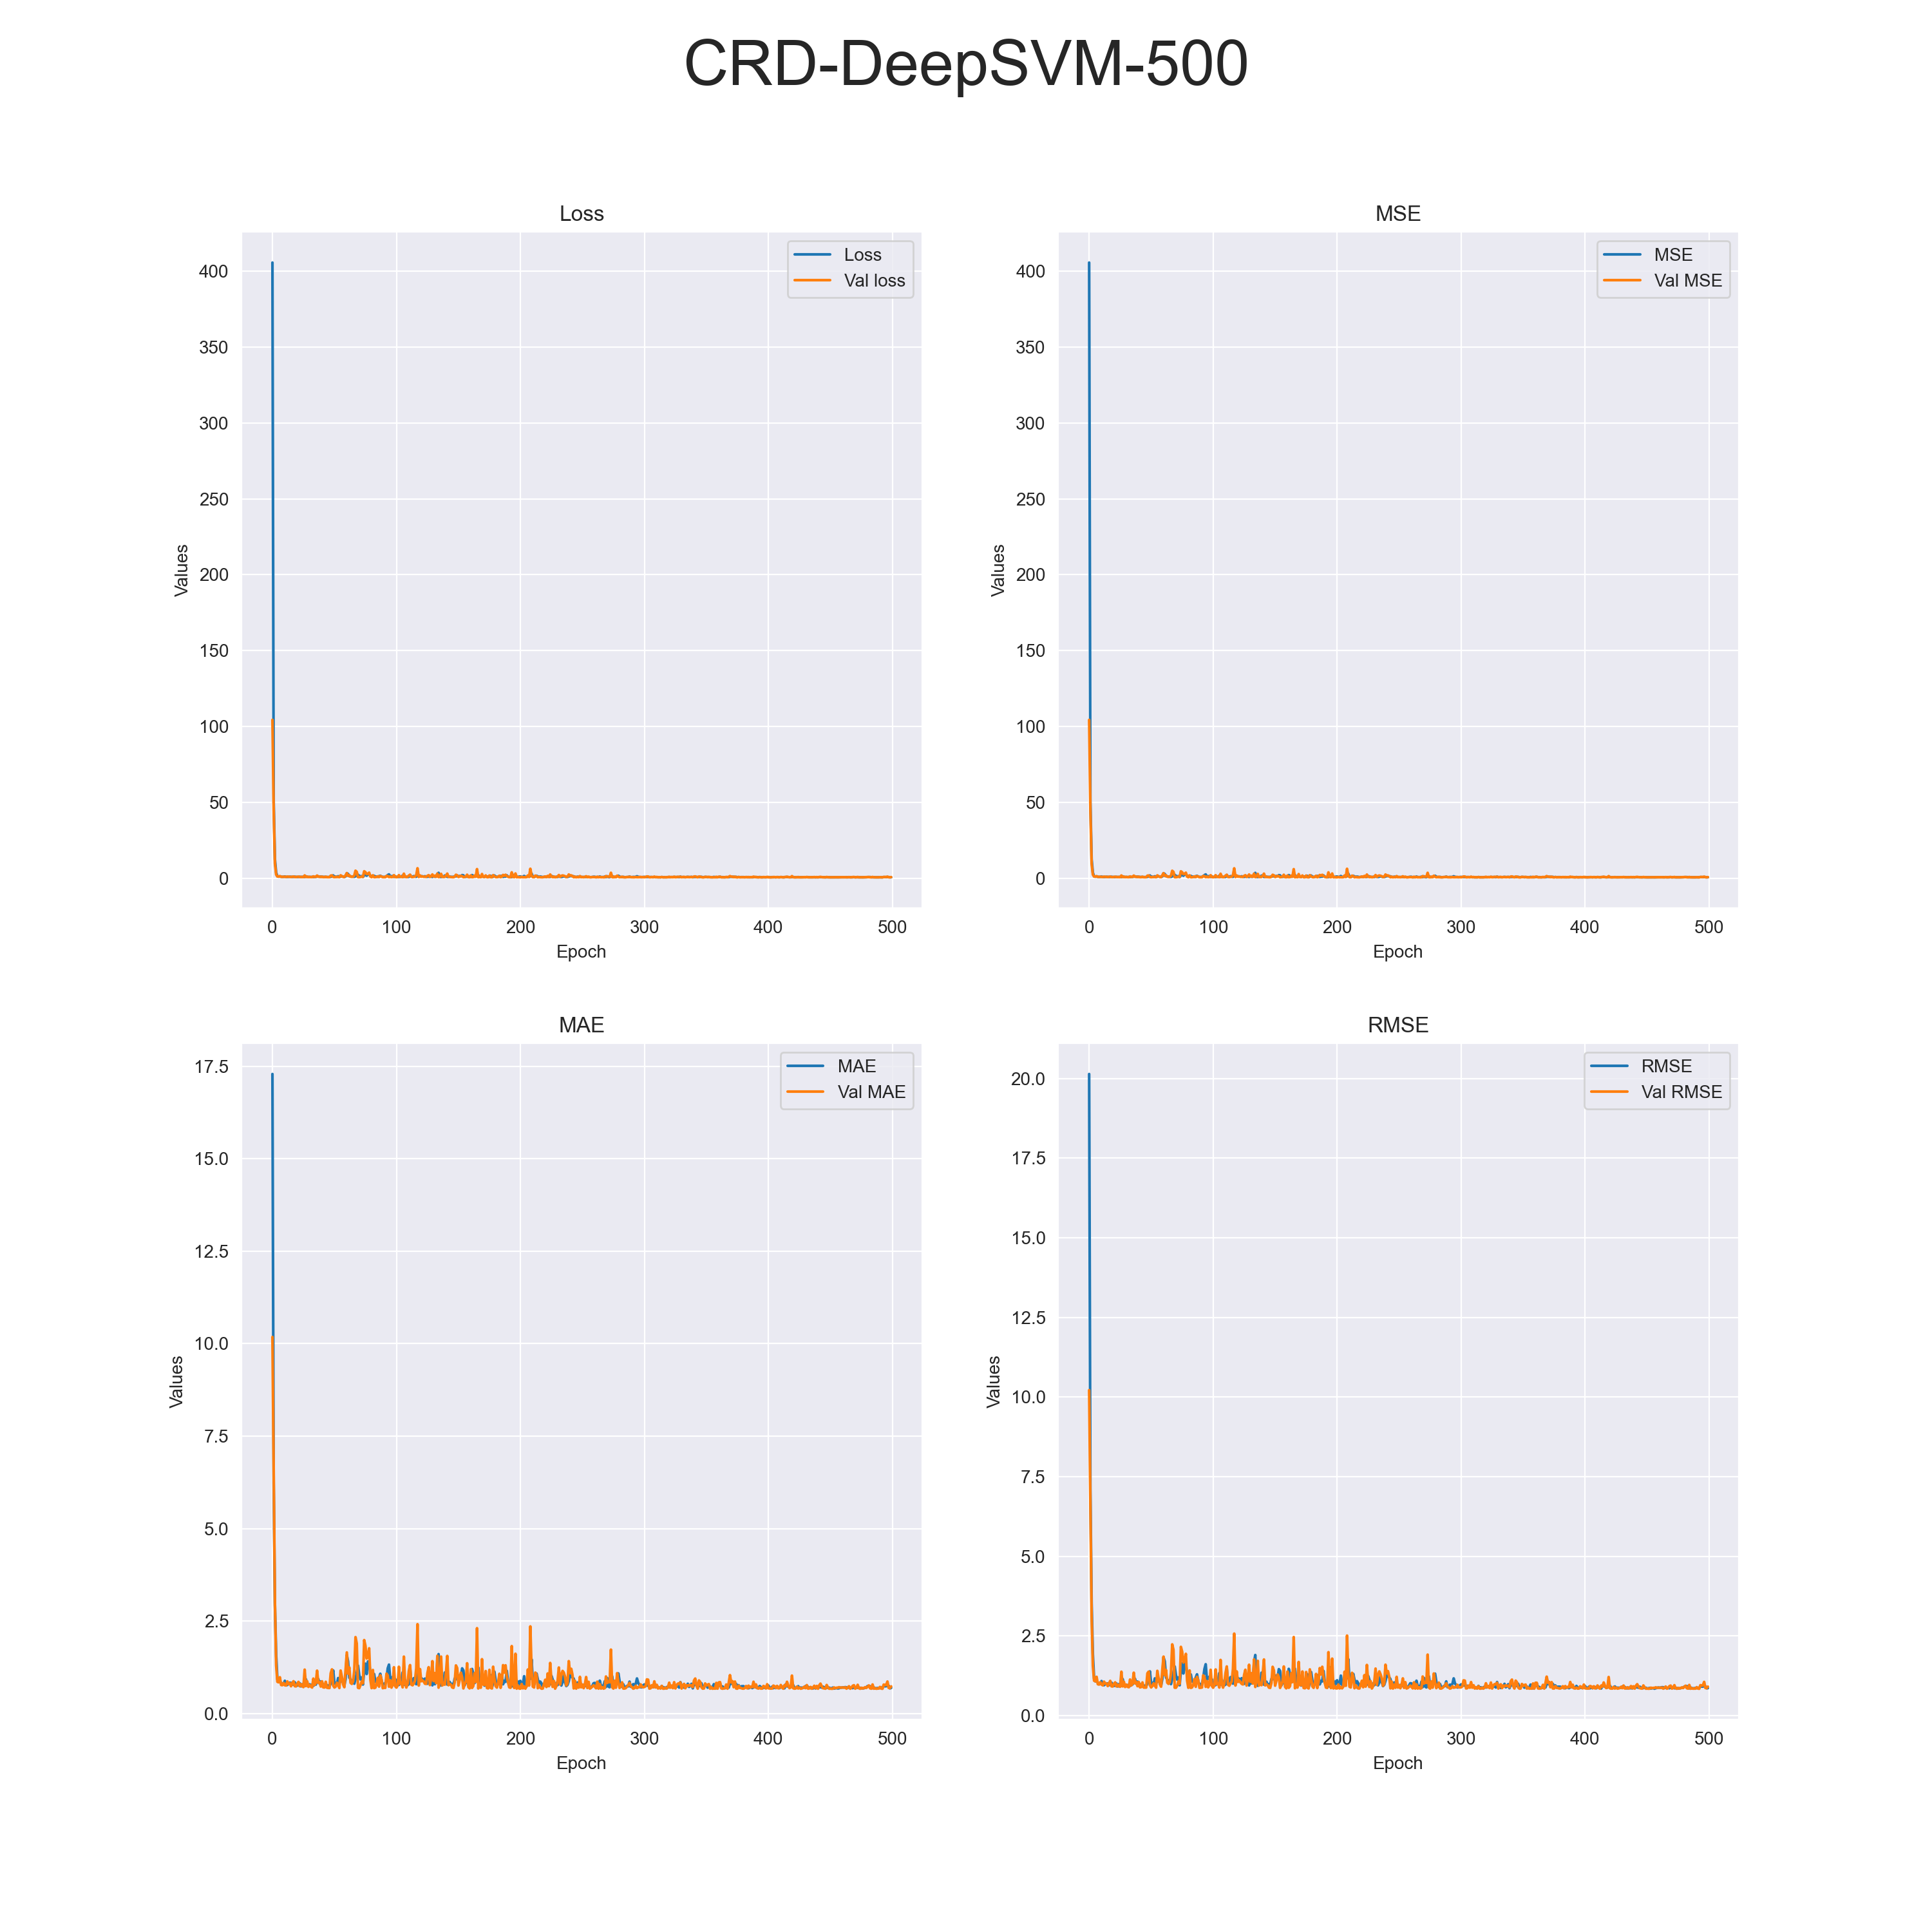 CRD-DeepSVM-500
Loss
Loss
Val loss
400
350
300
250
200
150
100
50
0
Values
0 100 200 300 400 500
Epoch
MSE
MSE
Val MSE
400
350
300
250
200
150
100
50
0
Values
0 100 200 300 400 500
Epoch
MAE
MAE
Val MAE
17.5
15.0
12.5
10.0
7.5
5.0
2.5
0.0
Values
0 100 200 300 400 500
Epoch
RMSE
RMSE
Val RMSE
20.0
17.5
15.0
12.5
10.0
7.5
5.0
2.5
0.0
Values
0 100 200 300 400 500
Epoch